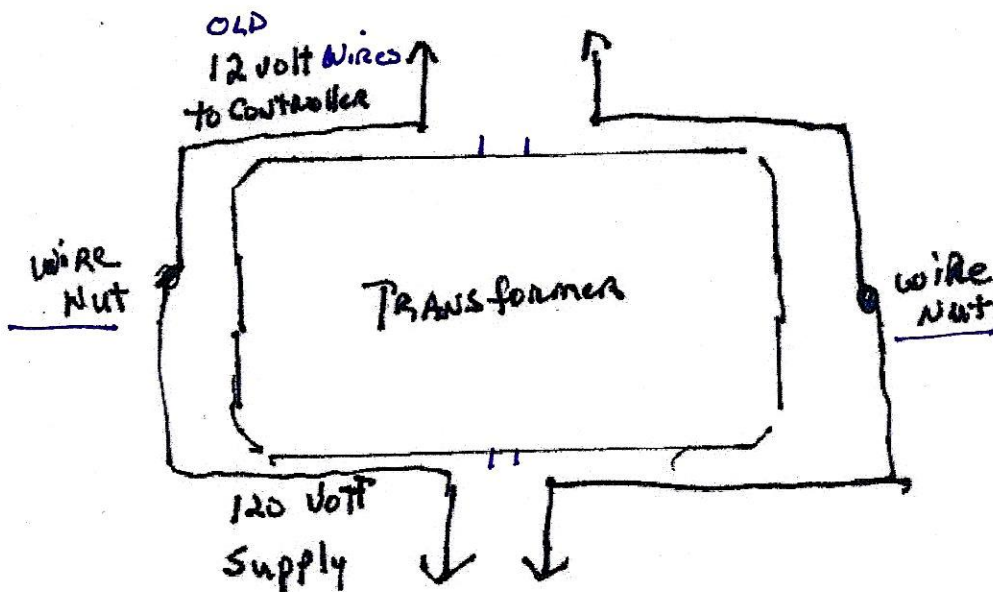 OLD
12 volt Wires
to Controller
Wire
Nut
Transformer
Wire
Nut
120 Volt
Supply